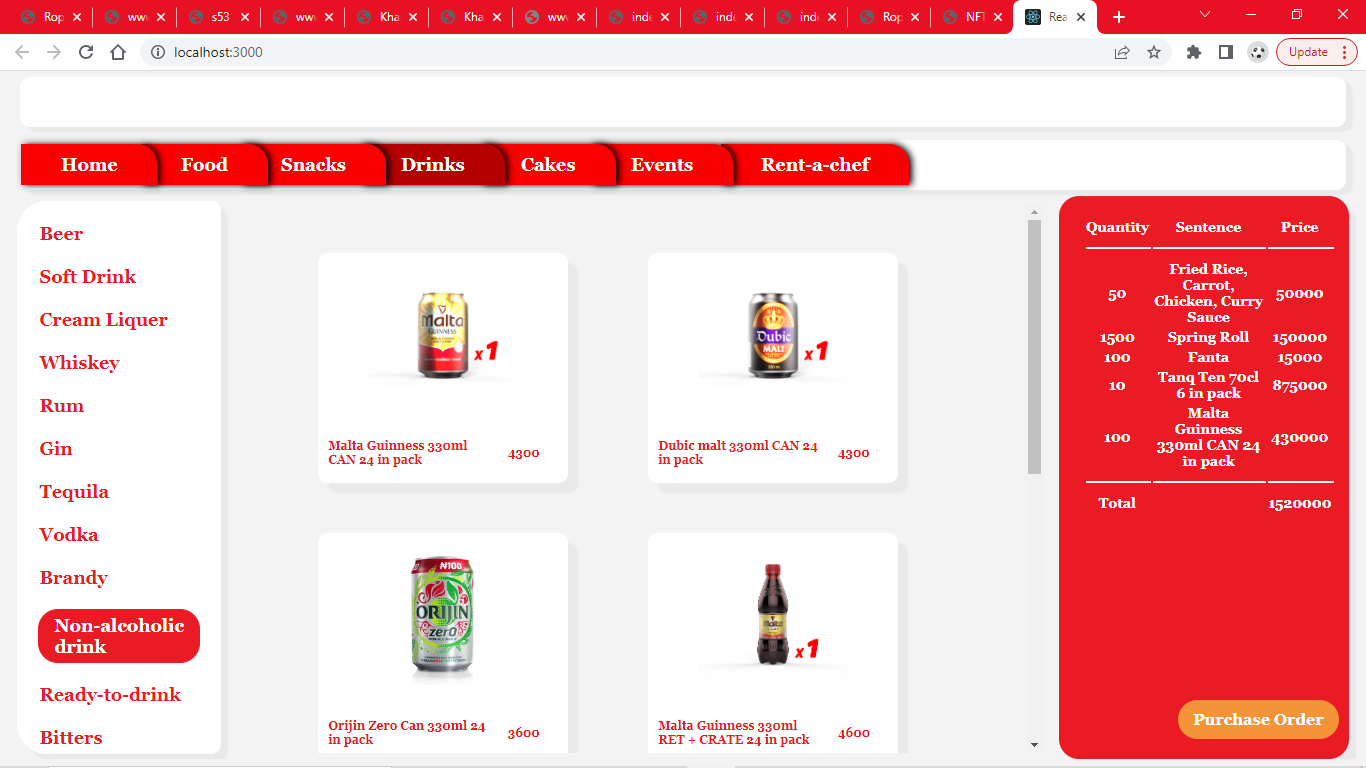 Rop
www
s53
www
Kha
Kha
www
inde
inde
inde
Rop
NFT
Rea
localhost:3000
Update
Home
Food
Snacks
Drinks
Cakes
Events
Rent-a-chef
Beer
Soft Drink
Cream Liquer
Whiskey
Rum
Gin
Tequila
Vodka
Brandy
Non-alcoholic
drink
Ready-to-drink
Bitters
Malta
GUINNESS
x1
Malta Guinness 330ml
CAN 24 in pack
4300
Dubic
MALT
x1
Dubic malt 330ml CAN 24
in pack
4300
₦100
ORIJIN
zerO
Orijin Zero Can 330ml 24
in pack
3600
Malta
x1
Malta Guinness 330ml
RET + CRATE 24 in pack
4600
Quantity Sentence Price
50
Fried Rice,
Carrot,
Chicken, Curry
Sauce
50000
1500 Spring Roll 150000
100 Fanta 15000
10
Tanq Ten 70cl
6 in pack
875000
100
Malta
Guinness
330ml CAN 24
in pack
430000
Total 1520000
Purchase Order